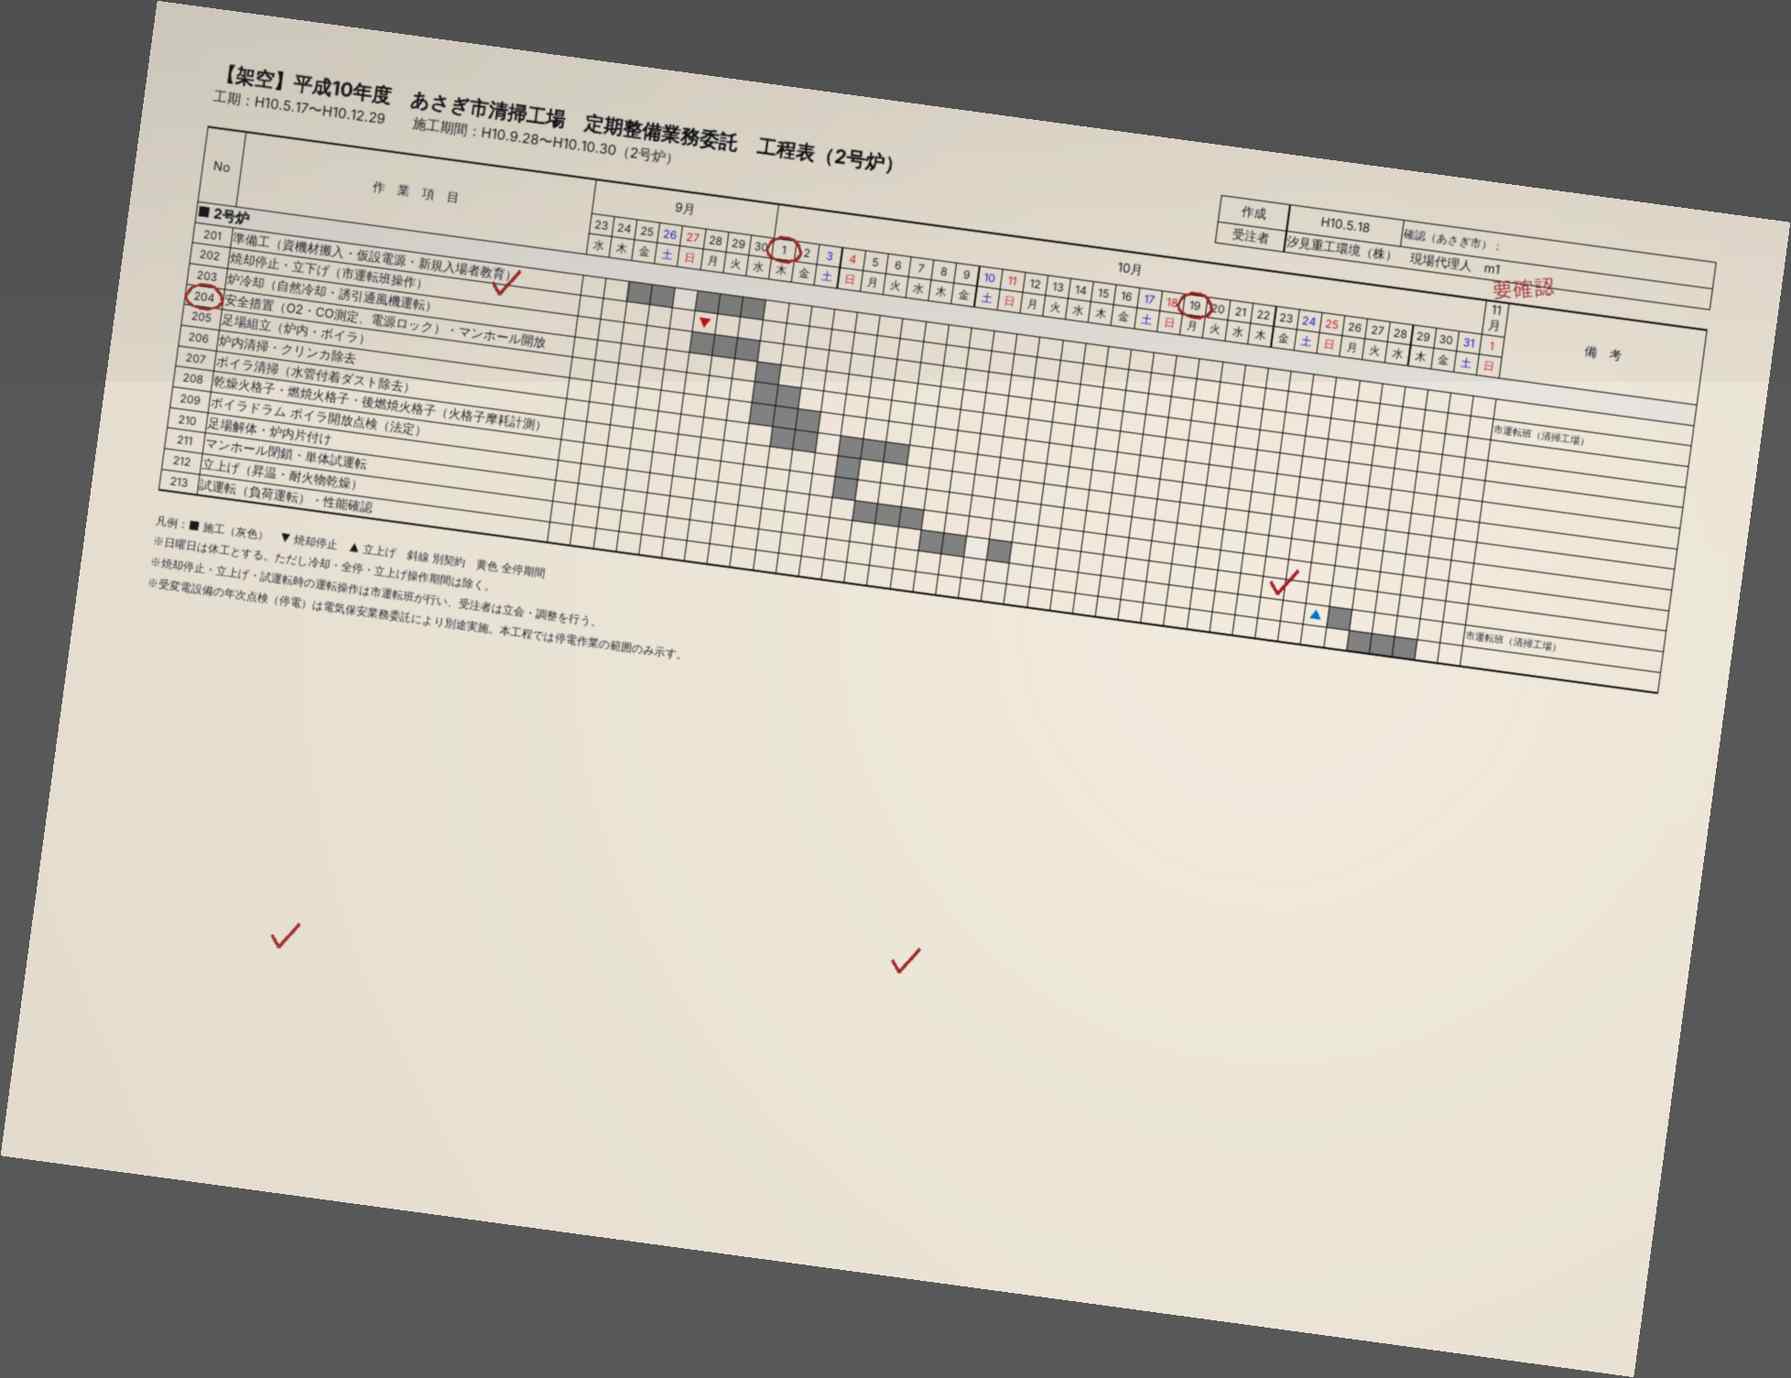 【架空】平成10年度　あさぎ市清掃工場　定期整備業務委託　工程表（2号炉）
工期：H10.5.17～H10.12.29　　施工期間：H10.9.28～H10.10.30（2号炉）
作成 H10.5.18 確認（あさぎ市）：
受注者 汐見重工環境（株）　現場代理人　m1
要確認
No 作 業 項 目 9月 10月 11月 備 考
23 24 25 26 27 28 29 30 1 2 3 4 5 6 7 8 9 10 11 12 13 14 15 16 17 18 19 20 21 22 23 24 25 26 27 28 29 30 31 1
水 木 金 土 日 月 火 水 木 金 土 日 月 火 水 木 金 土 日 月 火 水 木 金 土 日 月 火 水 木 金 土 日 月 火 水 木 金 土 日
■ 2号炉
201 準備工（資機材搬入・仮設電源・新規入場者教育）
202 焼却停止・立下げ（市運転班操作） ▼ 市運転班（清掃工場）
203 炉冷却（自然冷却・誘引通風機運転）
204 安全措置（O2・CO測定、電源ロック）・マンホール開放
205 足場組立（炉内・ボイラ）
206 炉内清掃・クリンカ除去
207 ボイラ清掃（水管付着ダスト除去）
208 乾燥火格子・燃焼火格子・後燃焼火格子（火格子摩耗計測）
209 ボイラドラム ボイラ開放点検（法定）
210 足場解体・炉内片付け
211 マンホール閉鎖・単体試運転
212 立上げ（昇温・耐火物乾燥） ▲ 市運転班（清掃工場）
213 試運転（負荷運転）・性能確認
凡例：■ 施工（灰色）　▼ 焼却停止　▲ 立上げ　斜線 別契約　黄色 全停期間
※日曜日は休工とする。ただし冷却・全停・立上げ操作期間は除く。
※焼却停止・立上げ・試運転時の運転操作は市運転班が行い、受注者は立会・調整を行う。
※受変電設備の年次点検（停電）は電気保安業務委託により別途実施。本工程では停電作業の範囲のみ示す。